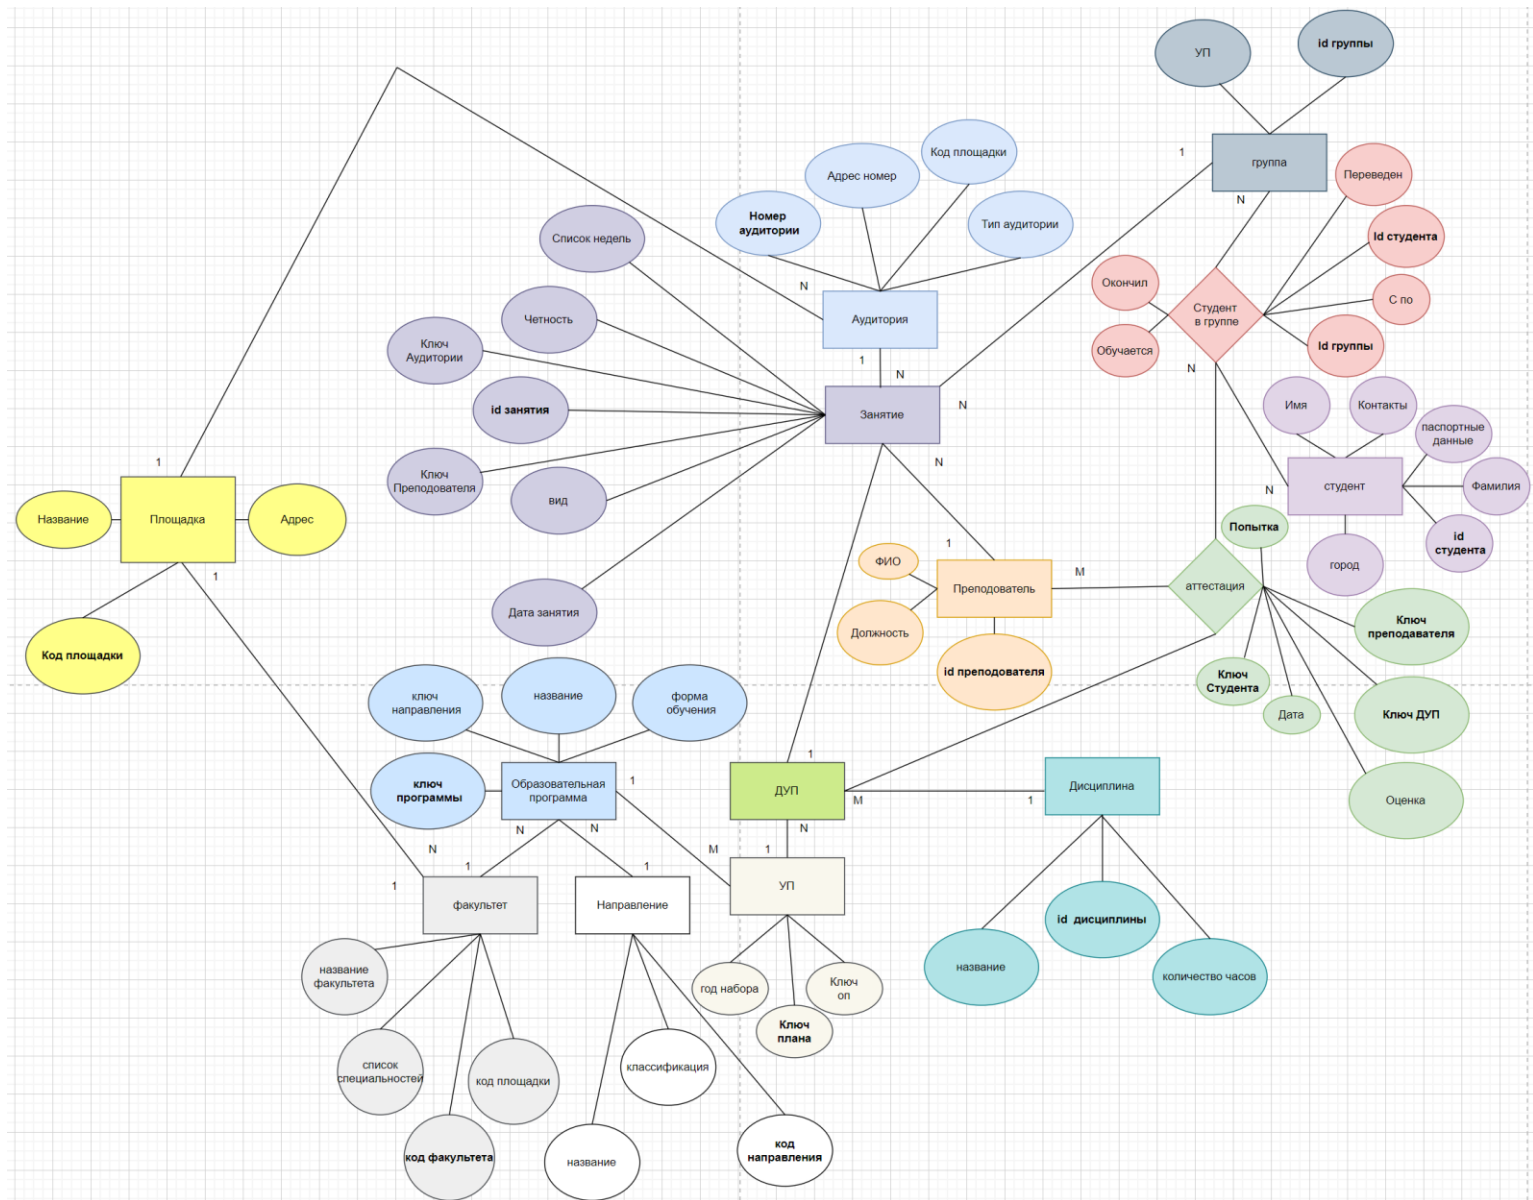 УП
id группы
1
группа
N
Переведен
Id студента
С по
Id группы
Окончил
Обучается
Студент
в группе
N
Код площадки
Адрес номер
Номер
аудитории
Тип аудитории
N
Аудитория
1
N
Список недель
Четность
Ключ
Аудитории
id занятия
Ключ
Преподователя
вид
Дата занятия
Занятие
N
N
Имя
Контакты
паспортные
данные
студент
Фамилия
N
id
студента
город
1
Название
Площадка
Адрес
1
Код площадки
Попытка
аттестация
Ключ
преподавателя
Ключ
Студента
Дата
Ключ ДУП
Оценка
1
ФИО
Преподователь
M
Должность
id преподователя
ключ
направления
название
форма
обучения
ключ
программы
Образовательная
программа
1
N
N
M
1
ДУП
M
1
Дисциплина
N
1
УП
N
1
1
1
факультет
Направление
название
факультета
список
специальностей
код площадки
код факультета
классификация
название
код
направления
год набора
Ключ
оп
Ключ
плана
id  дисциплины
название
количество часов